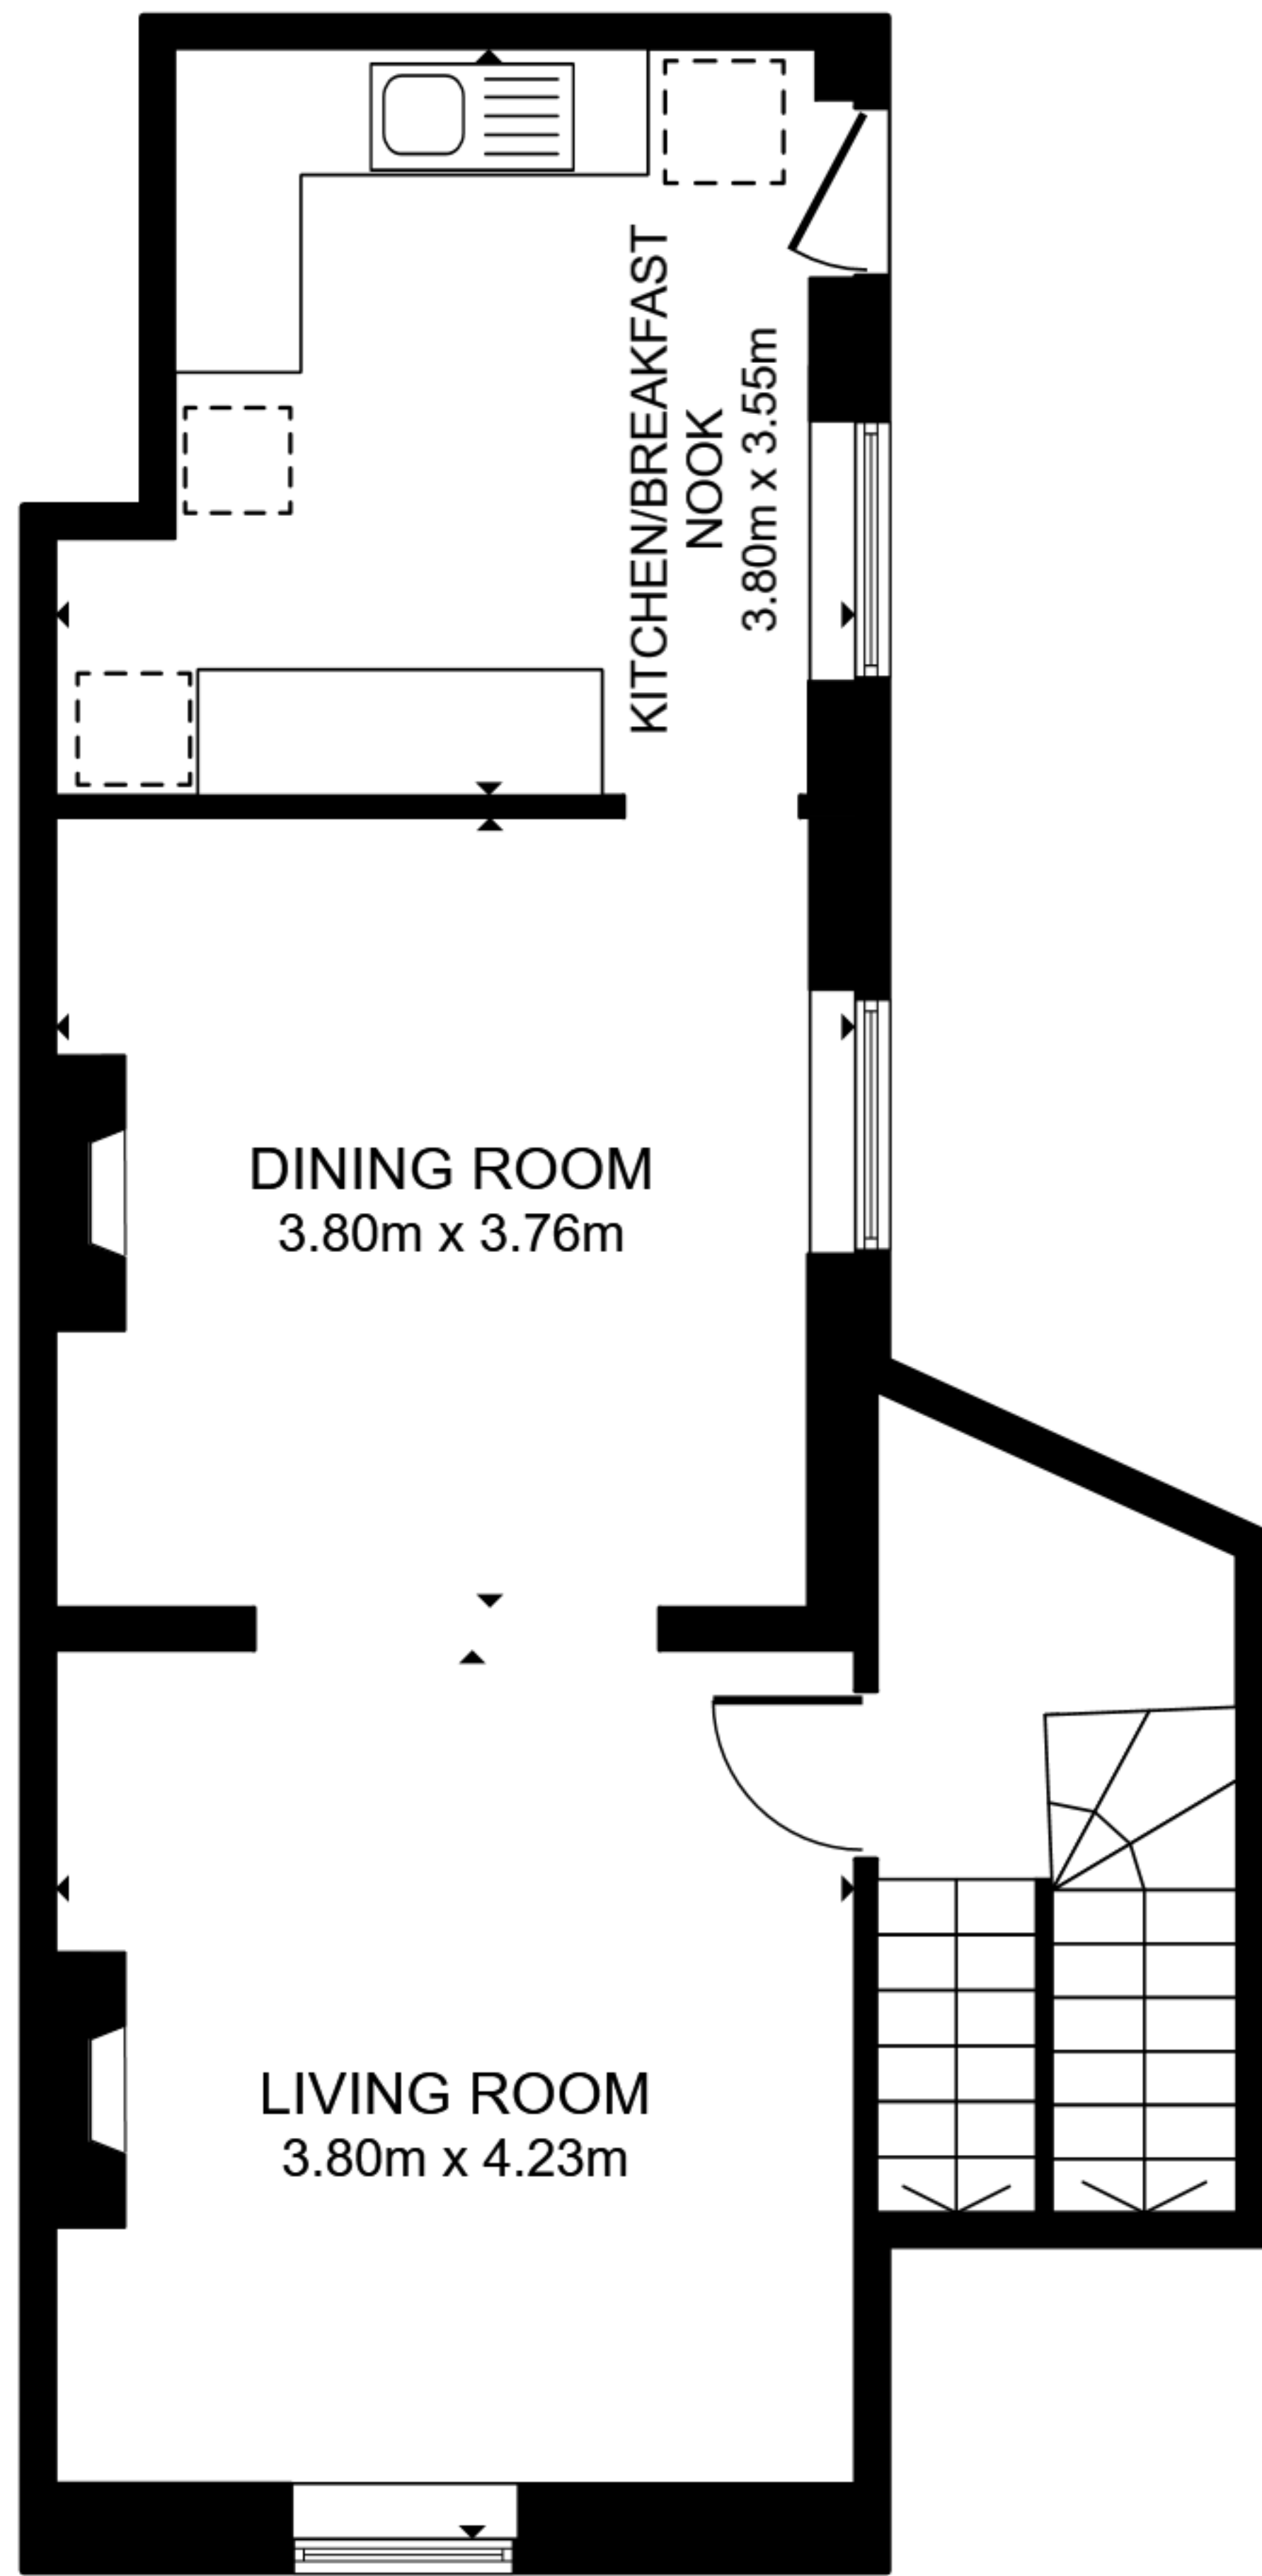 KITCHEN/BREAKFAST
NOOK
3.80m x 3.55m
DINING ROOM
3.80m x 3.76m
LIVING ROOM
3.80m x 4.23m